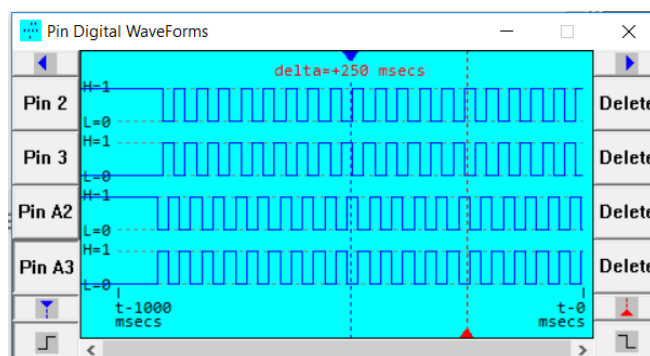 Pin Digital WaveForms
delta=+250 msecs
Pin 2
H=1
L=0
Delete
Pin 3
H=1
L=0
Delete
Pin A2
H=1
L=0
Delete
Pin A3
H=1
L=0
Delete
t-1000
msecs
t-0
msecs